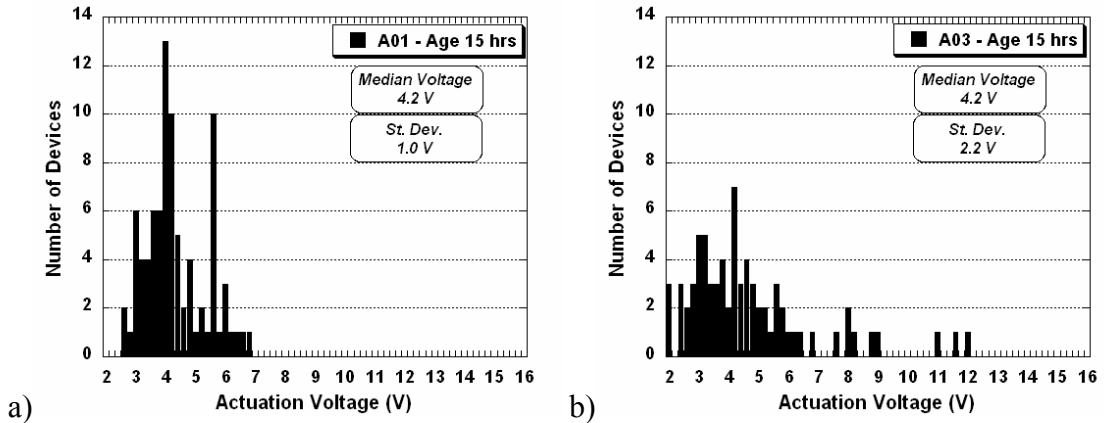 14
12
10
8
6
4
2
0
Number of Devices
A01 - Age 15 hrs
Median Voltage
4.2 V
St. Dev.
1.0 V
2 3 4 5 6 7 8 9 10 11 12 13 14 15 16
Actuation Voltage (V)
a)
14
12
10
8
6
4
2
0
Number of Devices
A03 - Age 15 hrs
Median Voltage
4.2 V
St. Dev.
2.2 V
2 3 4 5 6 7 8 9 10 11 12 13 14 15 16
Actuation Voltage (V)
b)